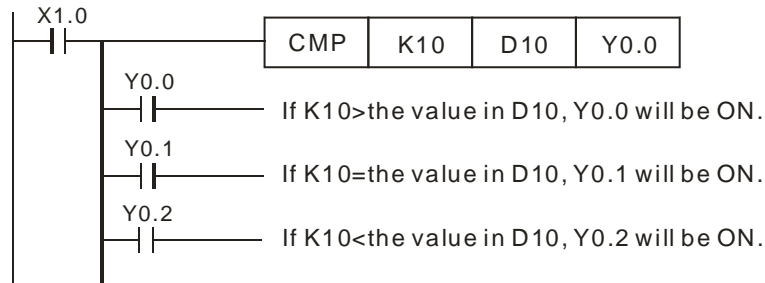 X1.0
CMP K10 D10 Y0.0
Y0.0
If K10>the value in D10, Y0.0 will be ON.
Y0.1
If K10=the value in D10, Y0.1 will be ON.
Y0.2
If K10<the value in D10, Y0.2 will be ON.